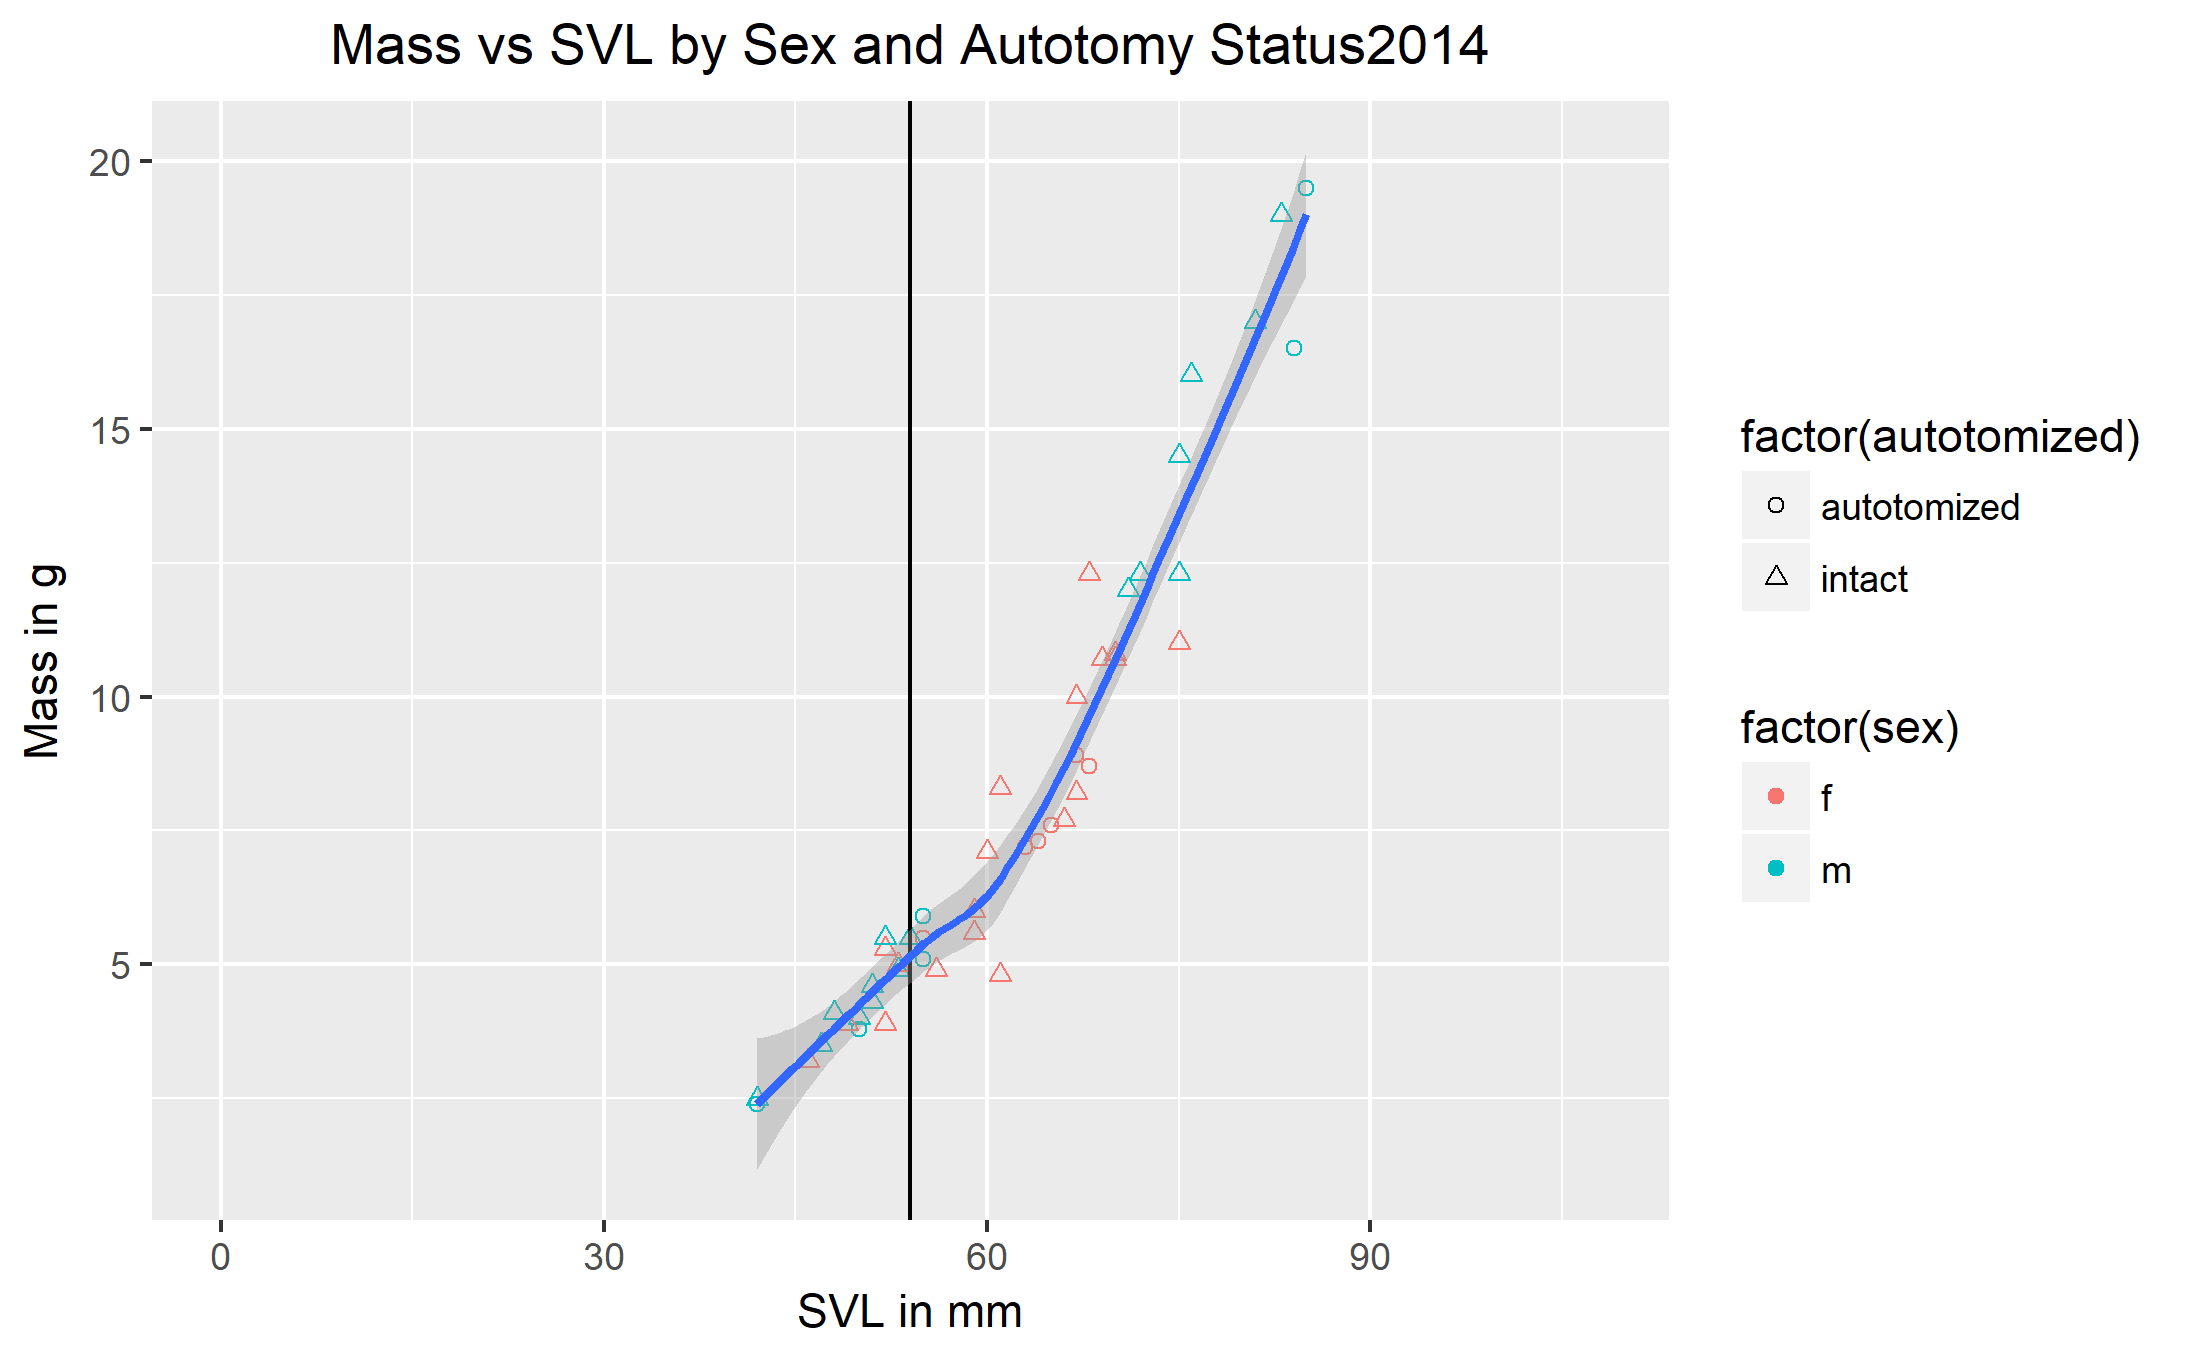 Mass vs SVL by Sex and Autotomy Status2014
20
15
10
5
Mass in g
0
30
60
90
SVL in mm
factor(autotomized)
autotomized
intact
factor(sex)
f
m